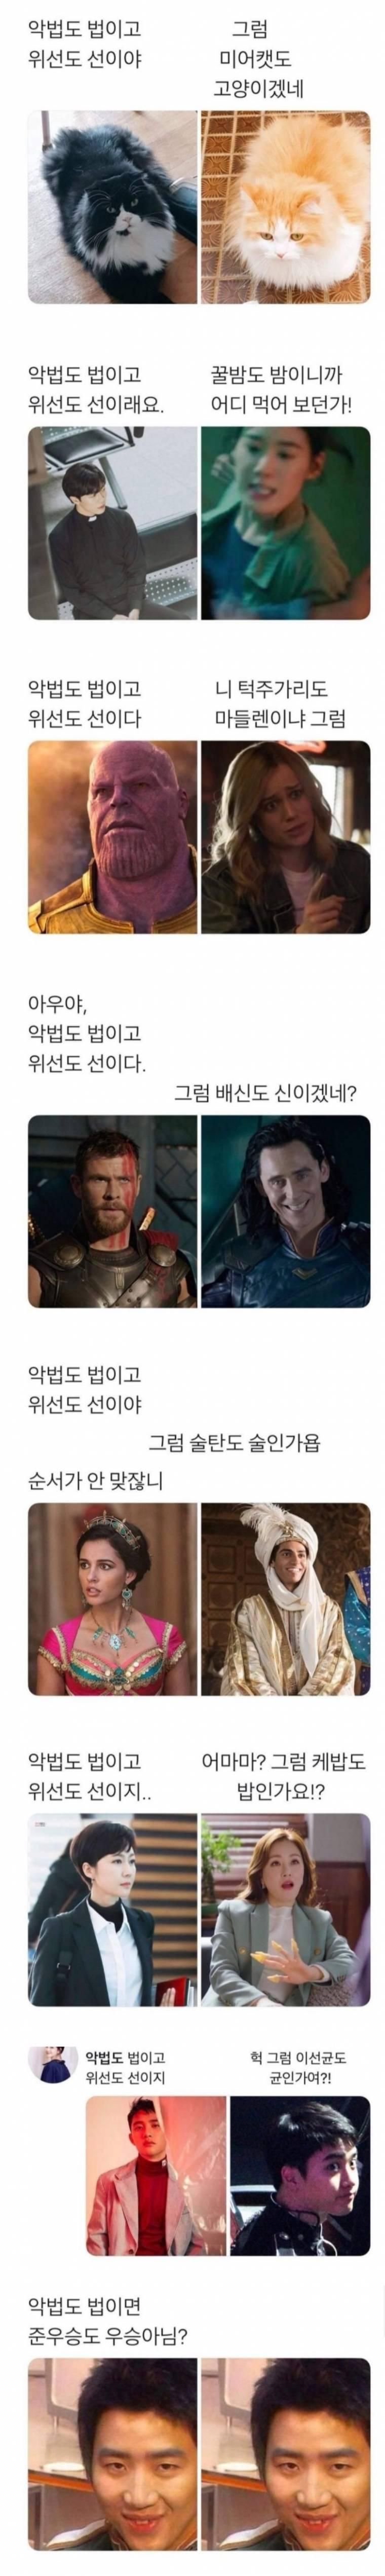 악법도 법이고
위선도 선이야
그럼
미어캣도
고양이겠네
악법도 법이고
위선도 선이래요.
꿀밤도 밤이니까
어디 먹어 보던가!
악법도 법이고
위선도 선이다
니 턱주가리도
마들렌이냐 그럼
아우야,
악법도 법이고
위선도 선이다.
그럼 배신도 신이겠네?
악법도 법이고
위선도 선이야
그럼 술탄도 술인가욥
순서가 안 맞잖니
악법도 법이고
위선도 선이지..
어마마? 그럼 케밥도
밥인가요!?
악법도 법이고
위선도 선이지
헉 그럼 이선균도
균인가여?!
악법도 법이면
준우승도 우승아님?